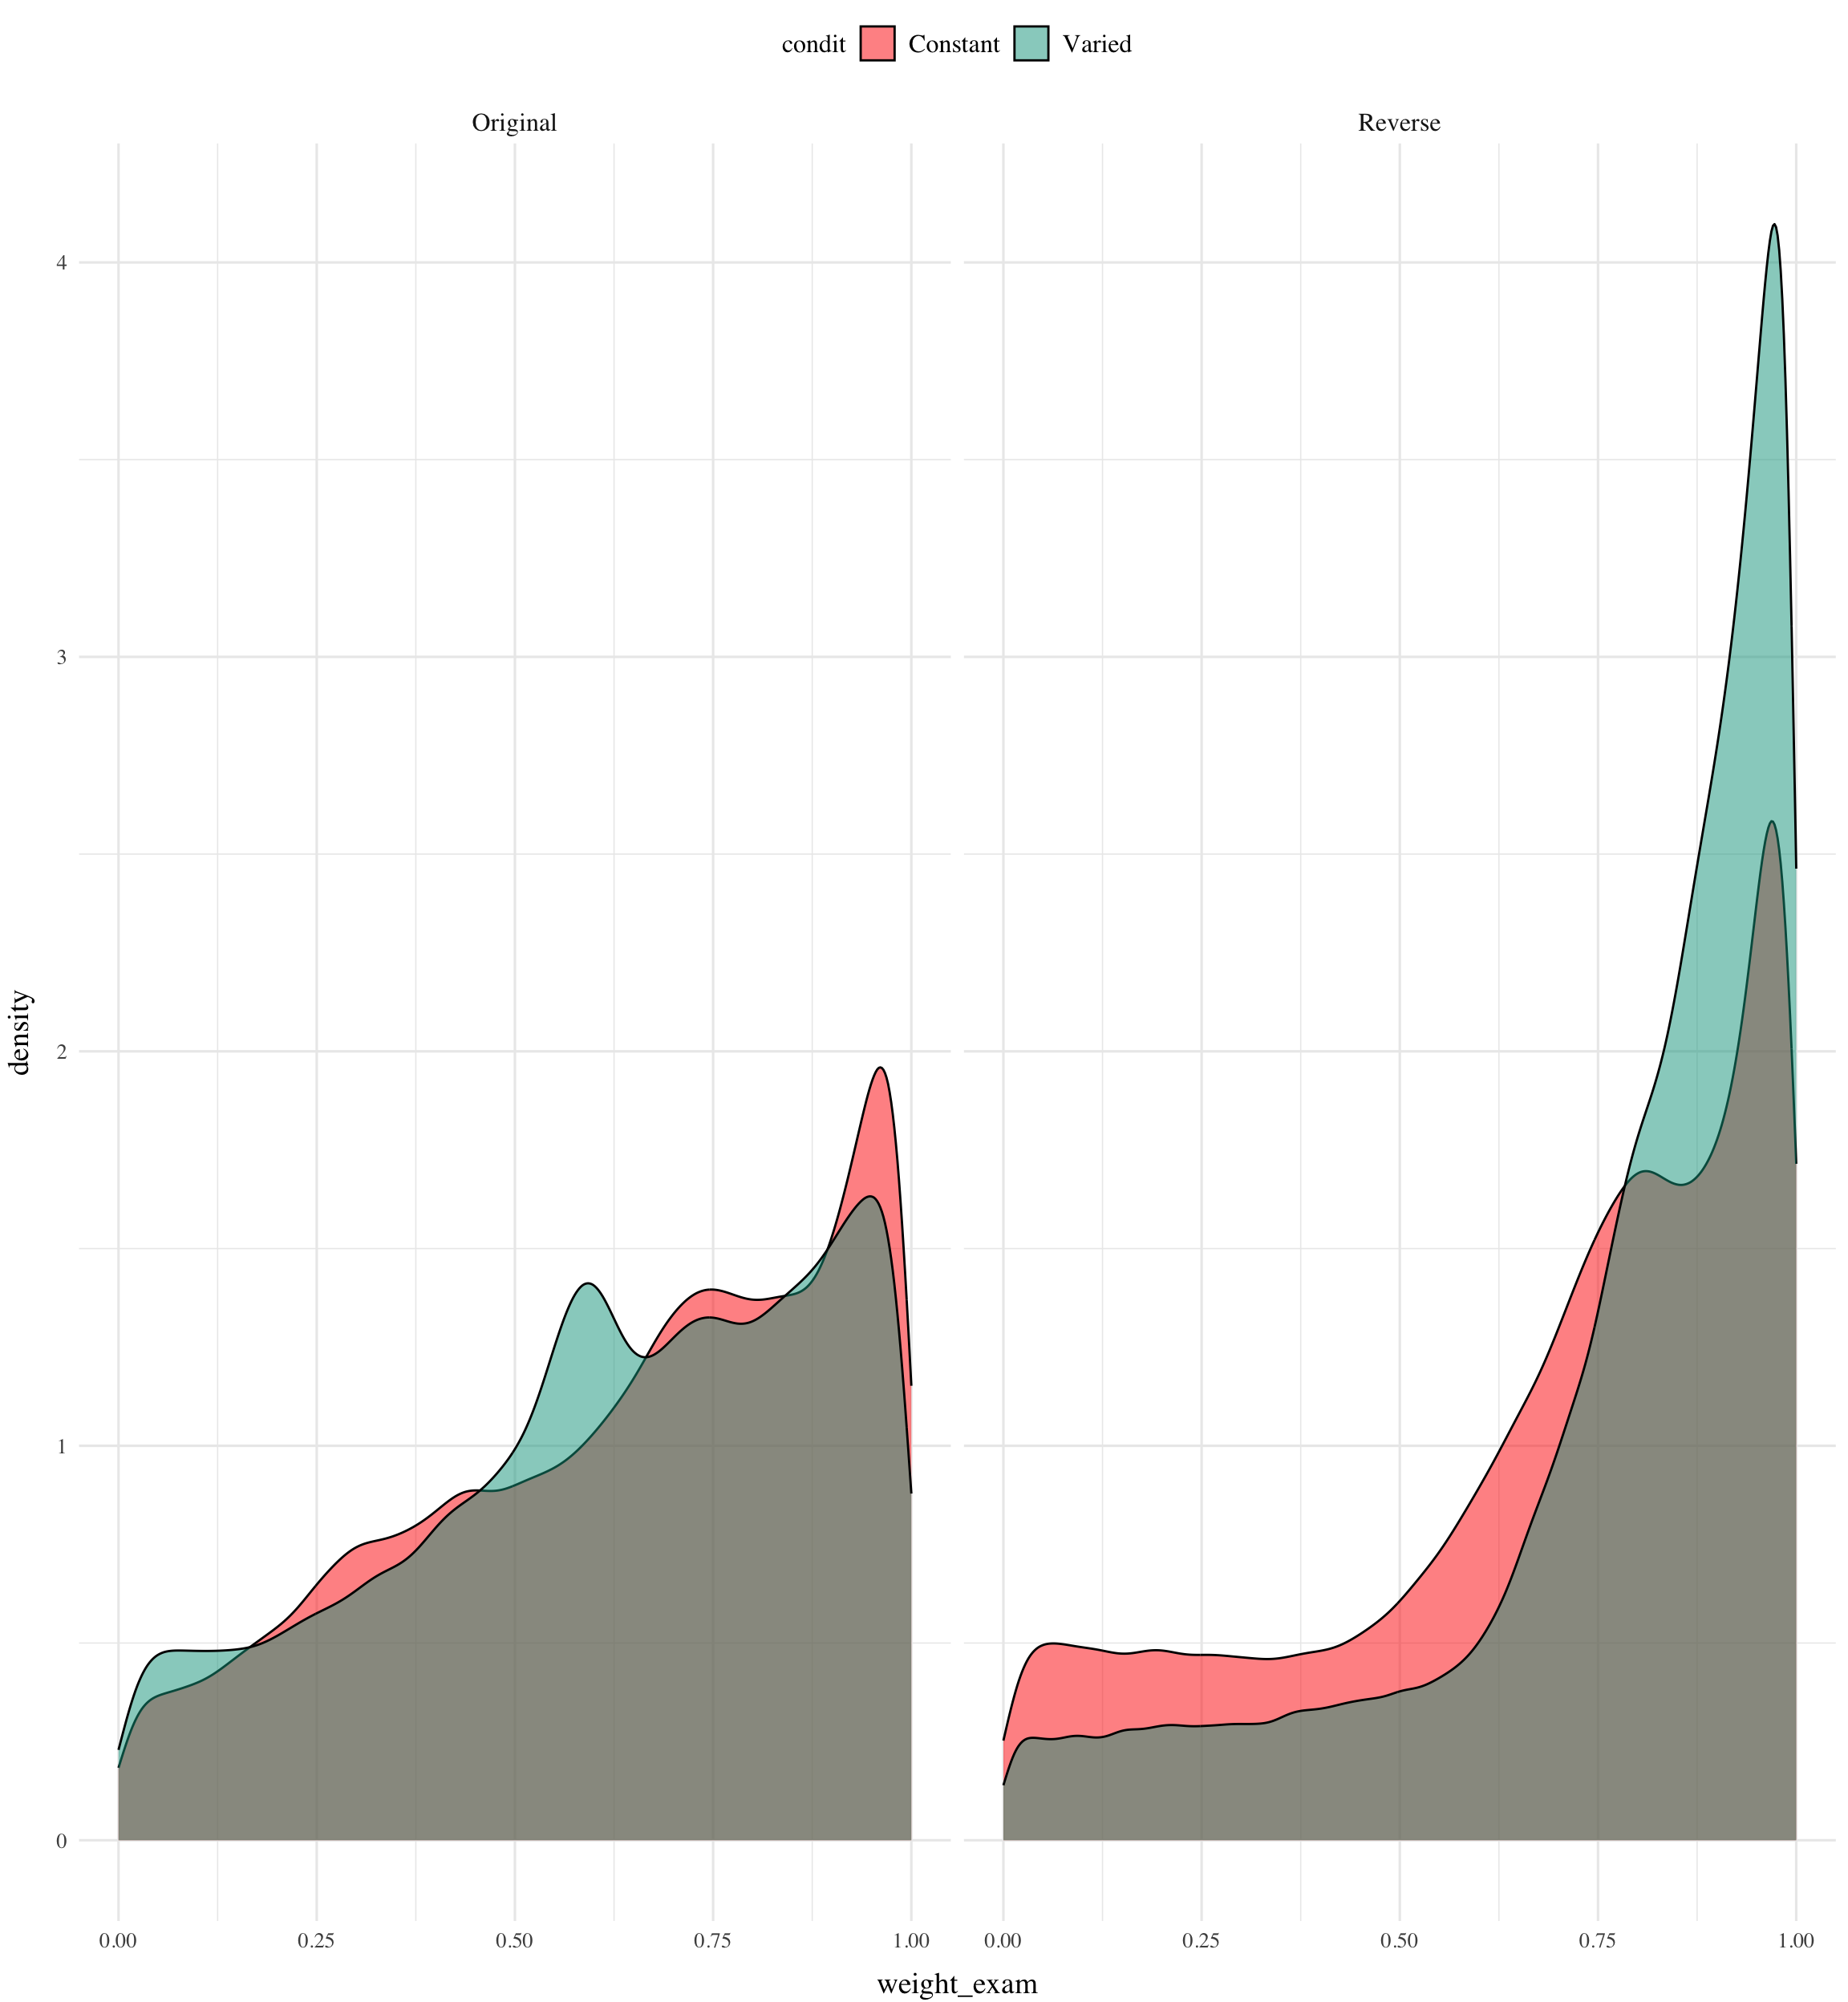 condit Constant Varied
Original Reverse
4
3
2
1
0
density
0.00 0.25 0.50 0.75 1.00 0.00 0.25 0.50 0.75 1.00
weight_exam